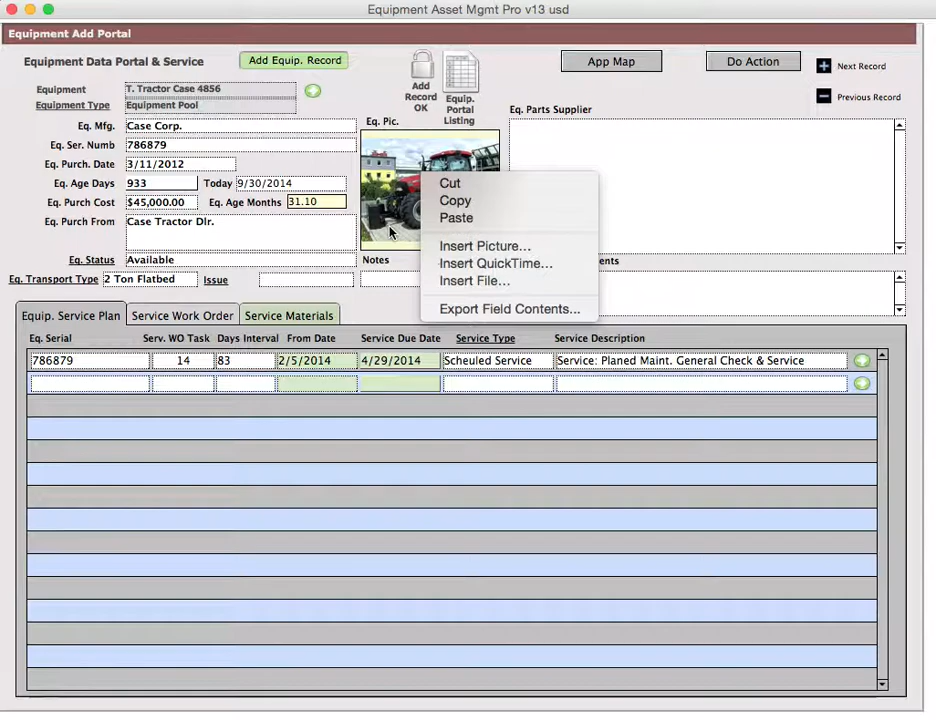 Equipment Asset Mgmt Pro v13 usd
Equipment Add Portal
Equipment Data Portal & Service
Add Equip. Record
Add Record OK
Equip. Portal Listing
App Map
Do Action
Next Record
Previous Record
Equipment T. Tractor Case 4856
Equipment Type Equipment Pool
Eq. Pic.
Eq. Parts Supplier
Eq. Mfg. Case Corp.
Eq. Ser. Numb 786879
Eq. Purch. Date 3/11/2012
Eq. Age Days 933 Today 9/30/2014
Eq. Purch Cost $45,000.00 Eq. Age Months 31.10
Eq. Purch From Case Tractor Dlr.
Eq. Status Available
Notes
ents
Eq. Transport Type 2 Ton Flatbed Issue
Cut
Copy
Paste
Insert Picture...
Insert QuickTime...
Insert File...
Export Field Contents...
Equip. Service Plan Service Work Order Service Materials
Eq. Serial Serv. WO Task Days Interval From Date Service Due Date Service Type Service Description
786879 14 83 2/5/2014 4/29/2014 Scheuled Service Service: Planed Maint. General Check & Service